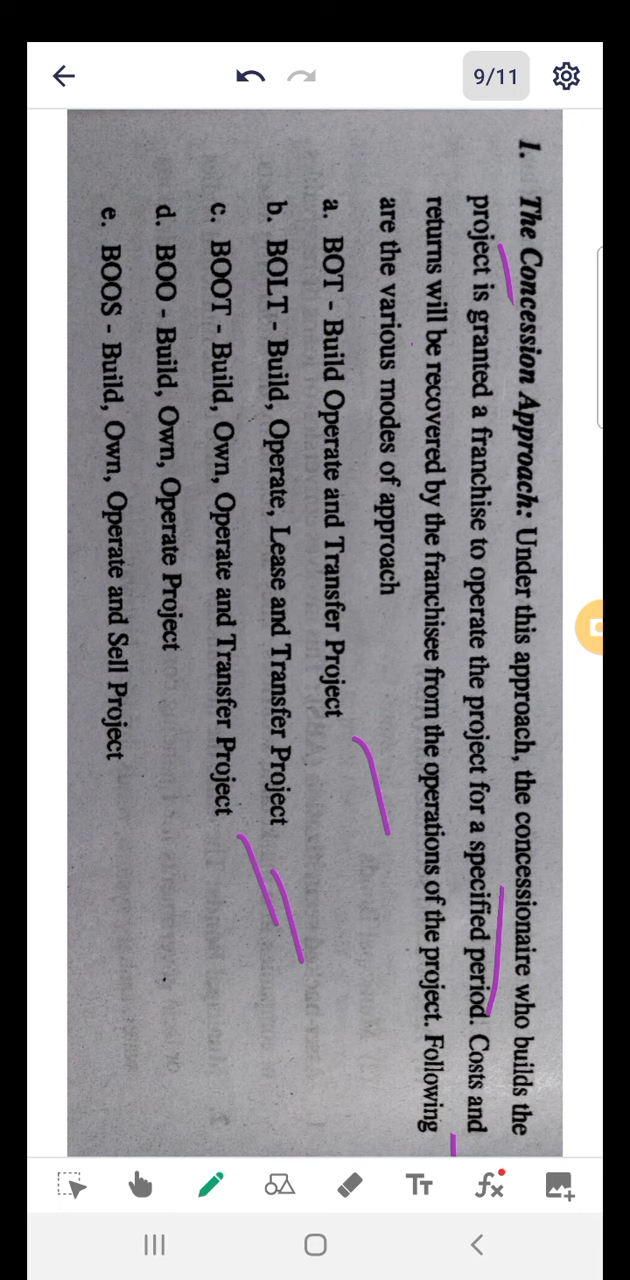 9/11
1. The Concession Approach: Under this approach, the concessionaire who builds the
project is granted a franchise to operate the project for a specified period. Costs and
returns will be recovered by the franchisee from the operations of the project. Following
are the various modes of approach
a. BOT - Build Operate and Transfer Project
b. BOLT - Build, Operate, Lease and Transfer Project
c. BOOT - Build, Own, Operate and Transfer Project
d. BOO - Build, Own, Operate Project
e. BOOS - Build, Own, Operate and Sell Project
TT
fx